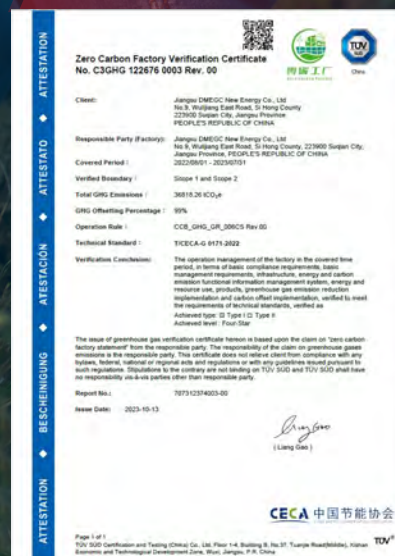 Zero Carbon Factory
Verification Certificate
No. C3GHG 122676 0003 Rev. 00
零碳工厂
TÜV
SÜD
China
Client:
Jiangsu DMEGC New Energy Co., Ltd
No.9, Wujiang East Road, Si Hong County
223900 Suqian City, Jiangsu Province
PEOPLE'S REPUBLIC OF CHINA
Responsible Party (Factory):
Jiangsu DMEGC New Energy Co., Ltd
No.9, Wujiang East Road, Si Hong County, 223900 Suqian City,
Jiangsu Province, PEOPLE'S REPUBLIC OF CHINA
Covered Period :
2022/08/01 - 2023/07/31
Verified Boundary :
Scope 1 and Scope 2
Total GHG Emissions :
36818.26 tCO₂e
GHG Offsetting Percentage :
99%
Operation Rule :
CCB_GHG_GR_006CS Rev.00
Technical Standard :
T/CECA-G 0171-2022
Verification Conclusion:
The operation management of the factory in the covered time
period, in terms of basic compliance requirements, basic
management requirements, infrastructure, energy and carbon
emission functional information management system, energy and
resource use, products, greenhouse gas emission reduction
implementation and carbon offset implementation, verified to meet
the requirements of technical standards, verified as
Achieved type: Type I Type II
Achieved level : Four-Star
The issue of greenhouse gas verification certificate hereon is based upon the claim on "zero carbon
factory statement" from the responsible party. The responsibility of the claim on greenhouse gases
emissions is the responsible party. This certificate does not relieve client from compliance with any
bylaws, federal, national or regional acts and regulations or with any guidelines issued pursuant to
such regulations. Stipulations to the contrary are not binding on TÜV SÜD and TÜV SÜD shall have
no responsibility vis-à-vis parties other than responsible party.
Report No.:
707312374003-00
Issue Date:
2023-10-13
( Liang Gao )
CECA 中国节能协会
Page 1 of 1
TÜV SÜD Certification and Testing (China) Co., Ltd, Floor 1-4, Building B, No.37, Tuanjie Road(Middle), Xishan
Economic and Technological Development Zone, Wuxi, Jiangsu, P.R. China
TÜV®
ATTESTATION ◆ BESCHEINIGUNG ◆ ATESTACIÓN ◆ ATTESTATO ◆ ATTESTATION